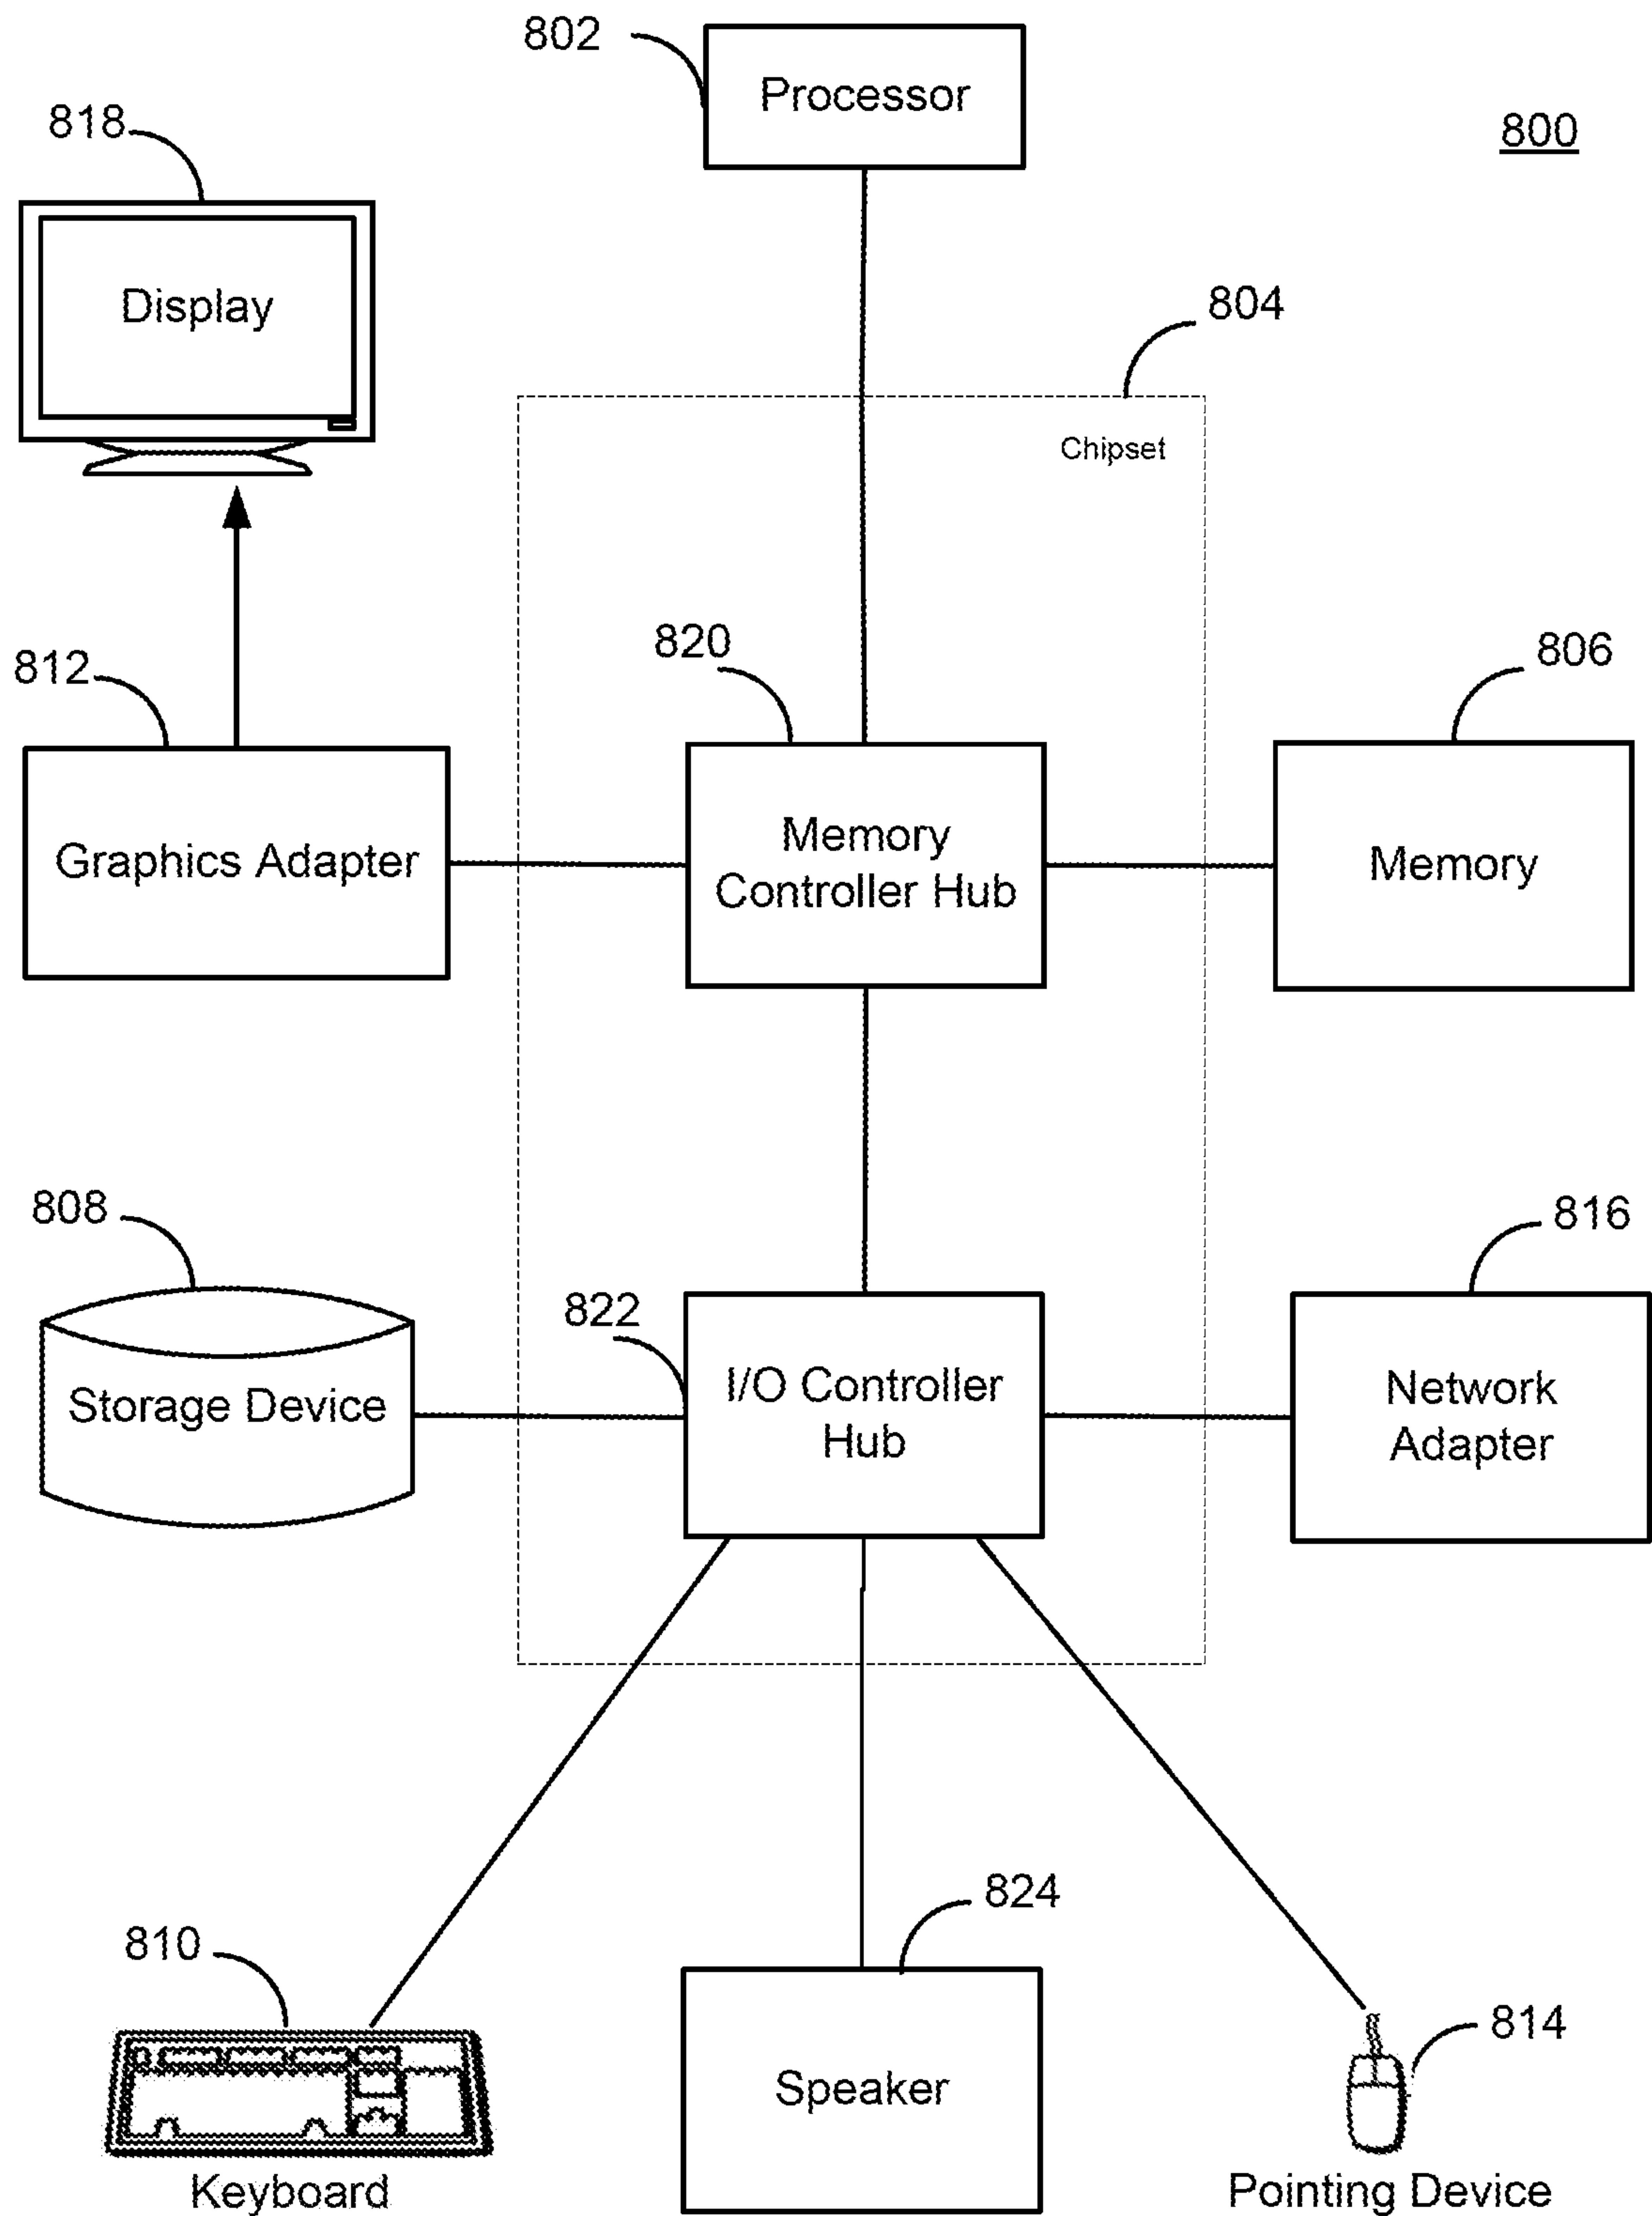 802
Processor
800
818
Display
804
Chipset
812
820
806
Graphics Adapter
Memory
Controller Hub
Memory
808
822
816
Storage Device
I/O Controller
Hub
Network
Adapter
810
824
814
Keyboard
Speaker
Pointing Device